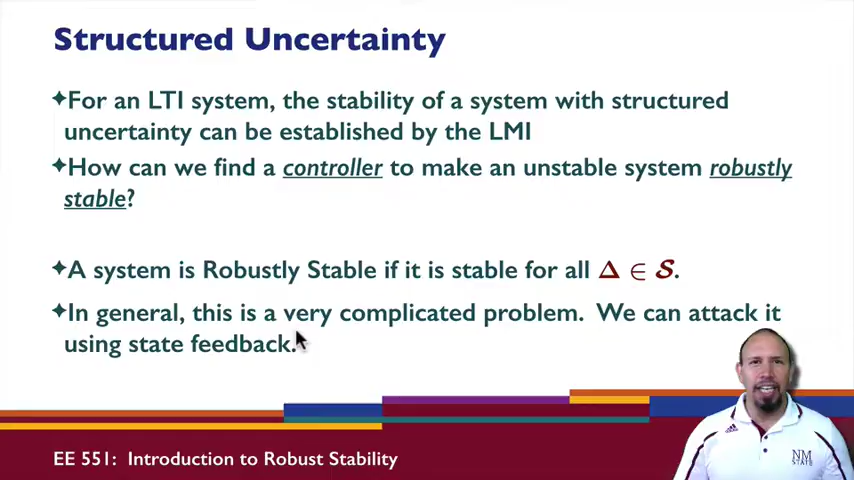 Structured Uncertainty
✦For an LTI system, the stability of a system with structured
uncertainty can be established by the LMI
✦How can we find a controller to make an unstable system robustly
stable?
✦A system is Robustly Stable if it is stable for all Δ ∈ 𝓢.
✦In general, this is a very complicated problem. We can attack it
using state feedback.
NM
STATE
EE 551: Introduction to Robust Stability